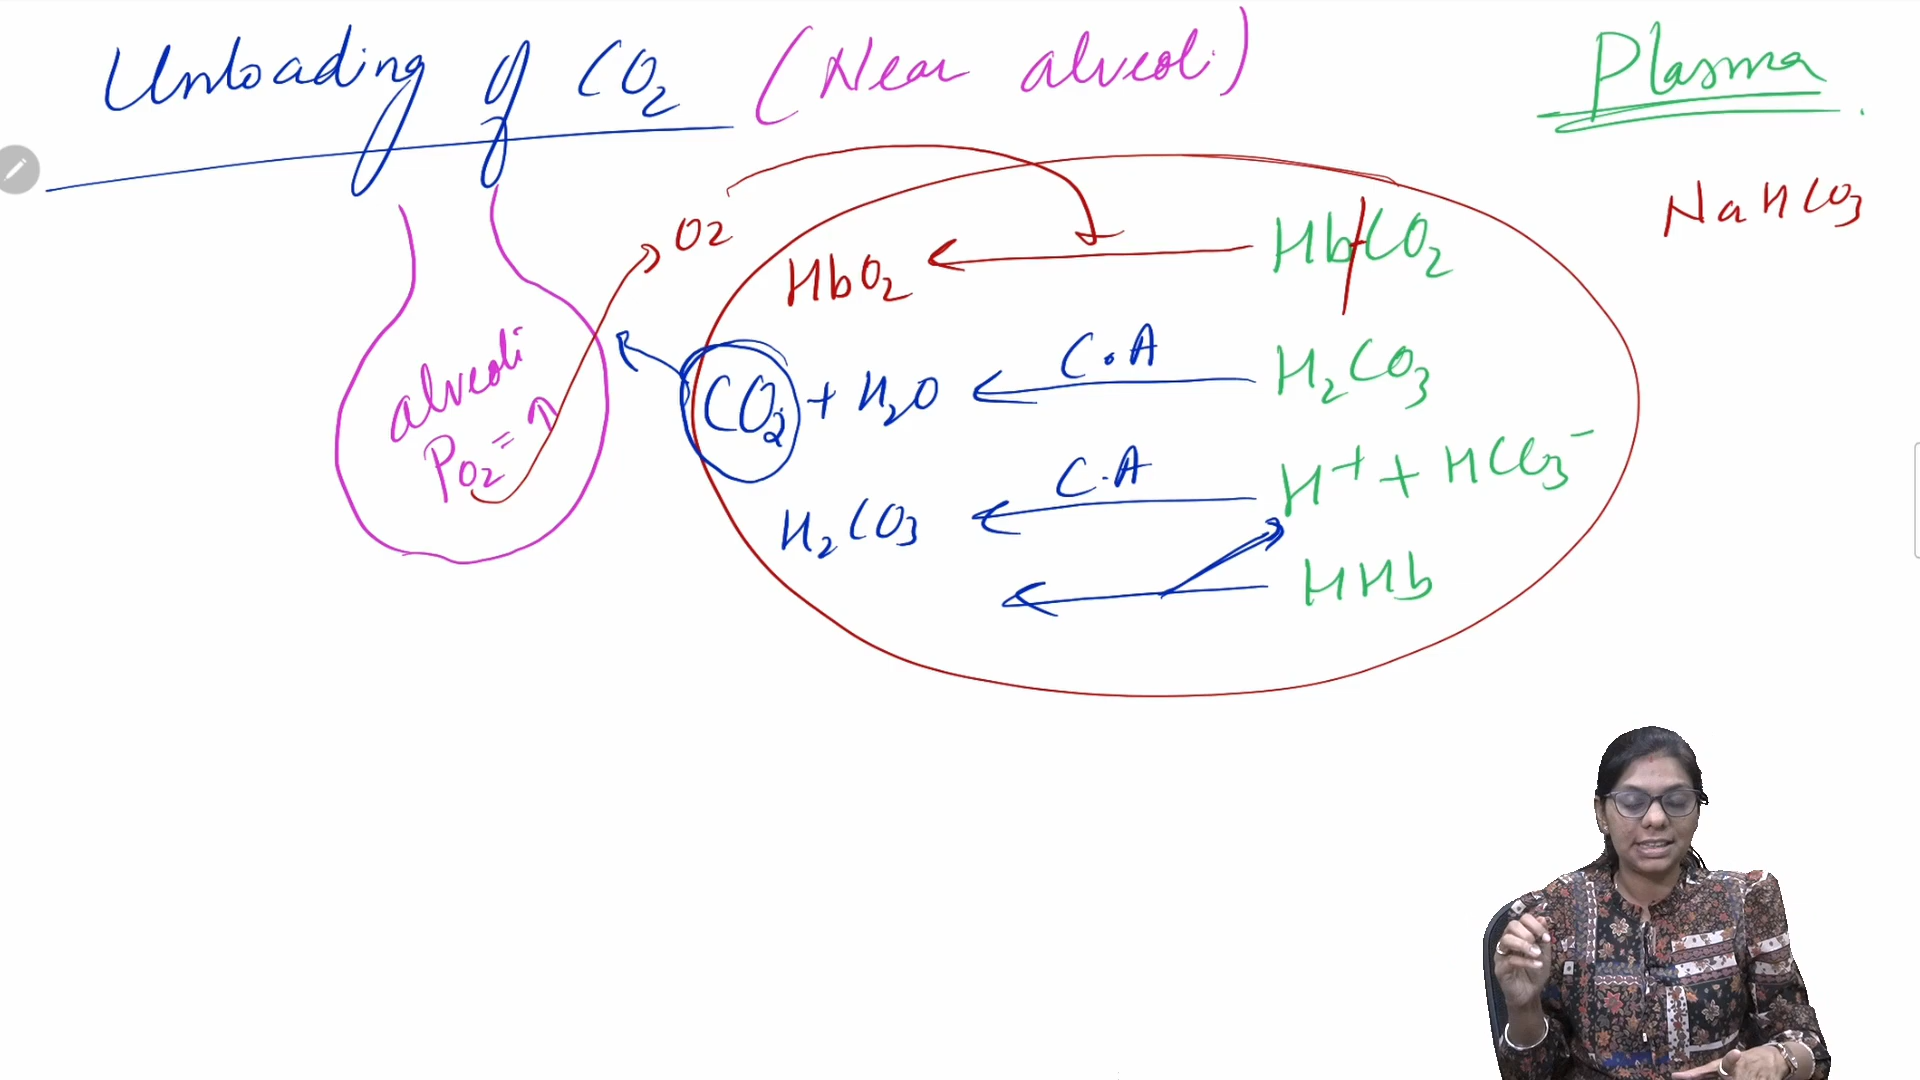 Unloading of CO2 (Near alveoli)
Plasma
NaHCO3
O2
HbO2 ← HbCO2
alveoli
PO2 = ↑
CO2 + H2O ← C.A H2CO3
H2CO3 ← C.A H+ + HCO3-
← HHb